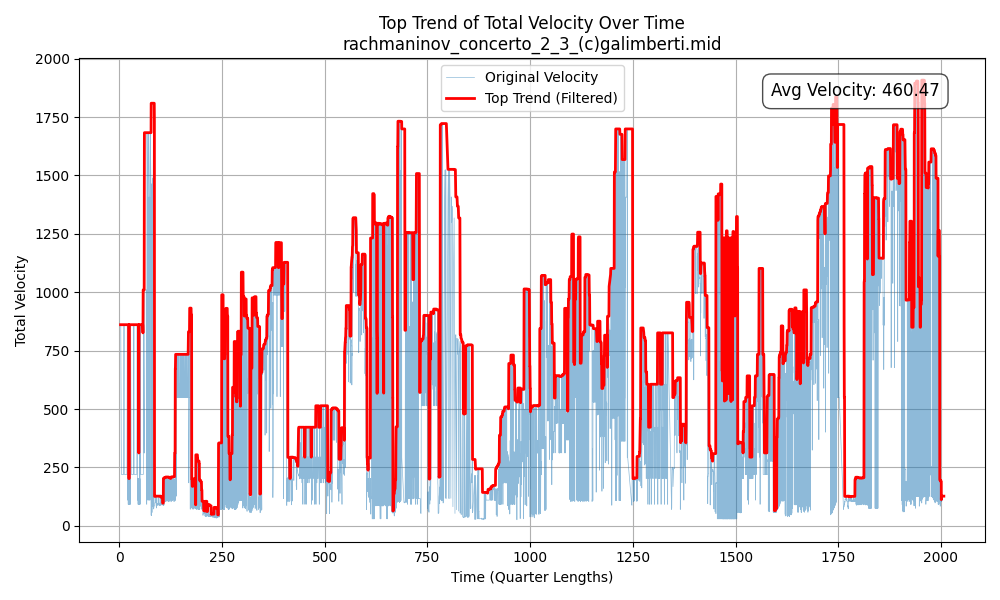 Top Trend of Total Velocity Over Time
rachmaninov_concerto_2_3_(c)galimberti.mid
Original Velocity
Top Trend (Filtered)
Avg Velocity: 460.47
Total Velocity
2000
1750
1500
1250
1000
750
500
250
0
0 250 500 750 1000 1250 1500 1750 2000
Time (Quarter Lengths)